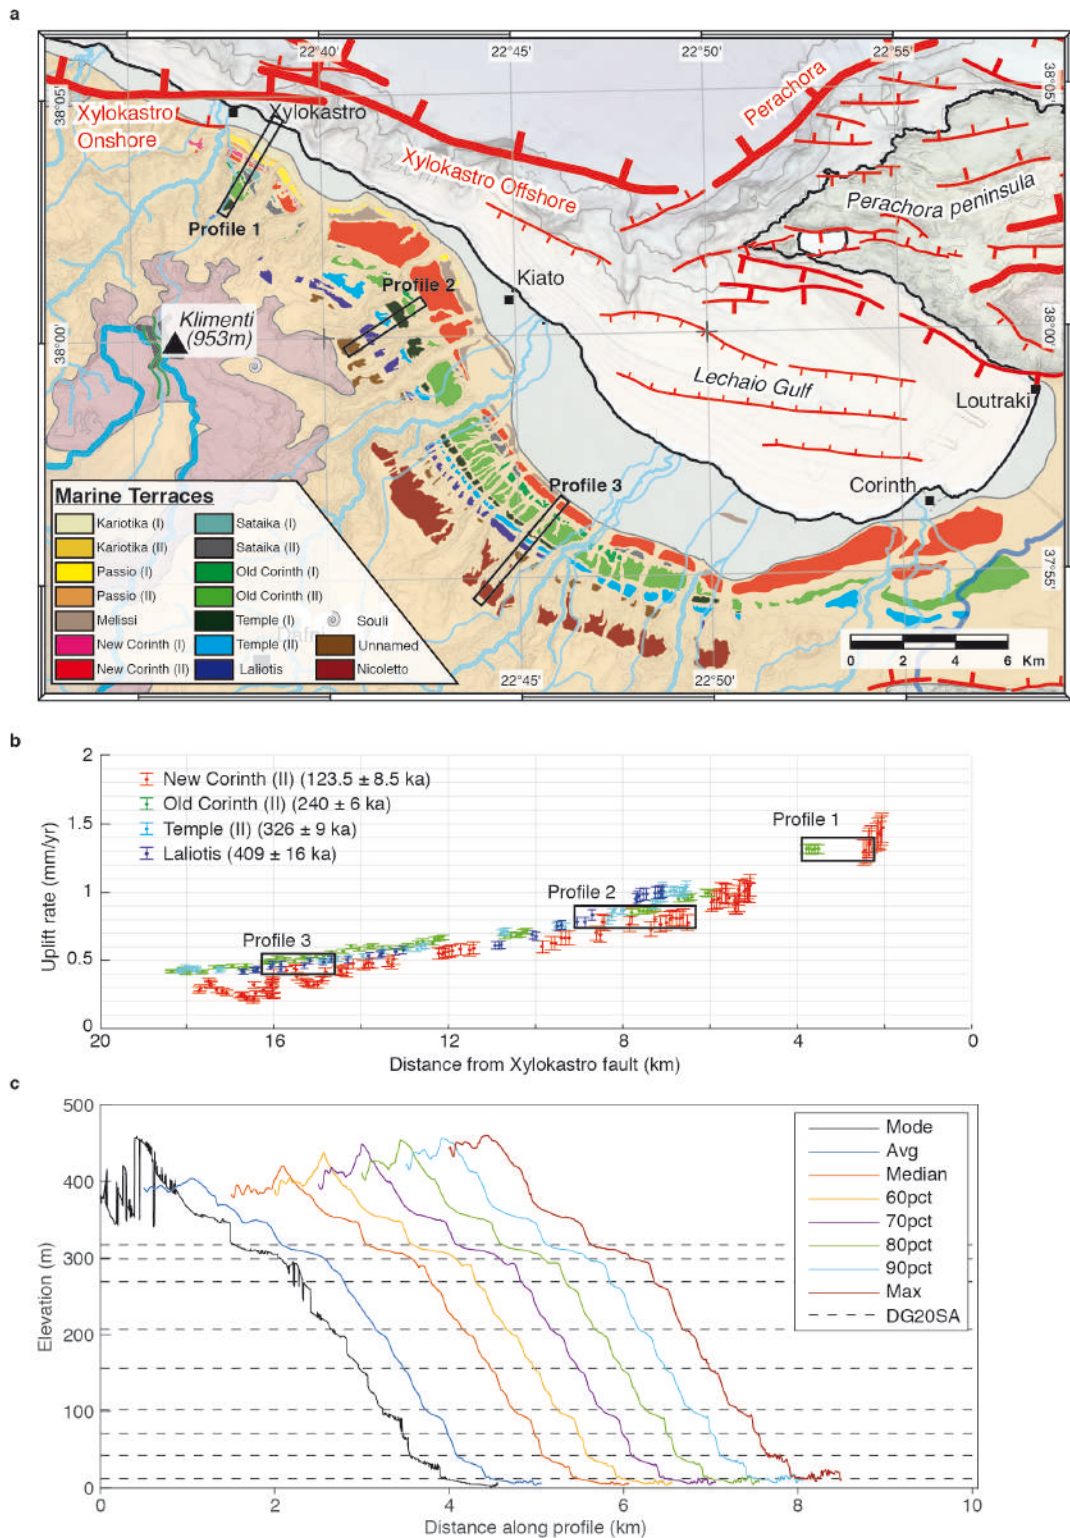 a
22°40'
22°45'
22°50'
22°55'
38°05'
38°05'
Xylokastro
Onshore
Xylokastro
Perachora
Xylokastro Offshore
Perachora peninsula
Profile 1
Profile 2
Kiato
Klimenti
(953m)
38°00'
38°00'
Lechaio Gulf
Loutraki
Profile 3
Corinth
37°55'
Marine Terraces
Kariotika (I)
Sataika (I)
Kariotika (II)
Sataika (II)
Passio (I)
Old Corinth (I)
Passio (II)
Old Corinth (II)
Melissi
Temple (I)
Souli
New Corinth (I)
Temple (II)
Unnamed
New Corinth (II)
Laliotis
Nicoletto
0 2 4 6 Km
22°45'
22°50'
b
2
1.5
1
0.5
0
Uplift rate (mm/yr)
New Corinth (II) (123.5 ± 8.5 ka)
Old Corinth (II) (240 ± 6 ka)
Temple (II) (326 ± 9 ka)
Laliotis (409 ± 16 ka)
Profile 1
Profile 2
Profile 3
20 16 12 8 4 0
Distance from Xylokastro fault (km)
c
500
400
300
200
100
0
Elevation (m)
Mode
Avg
Median
60pct
70pct
80pct
90pct
Max
DG20SA
0 2 4 6 8 10
Distance along profile (km)